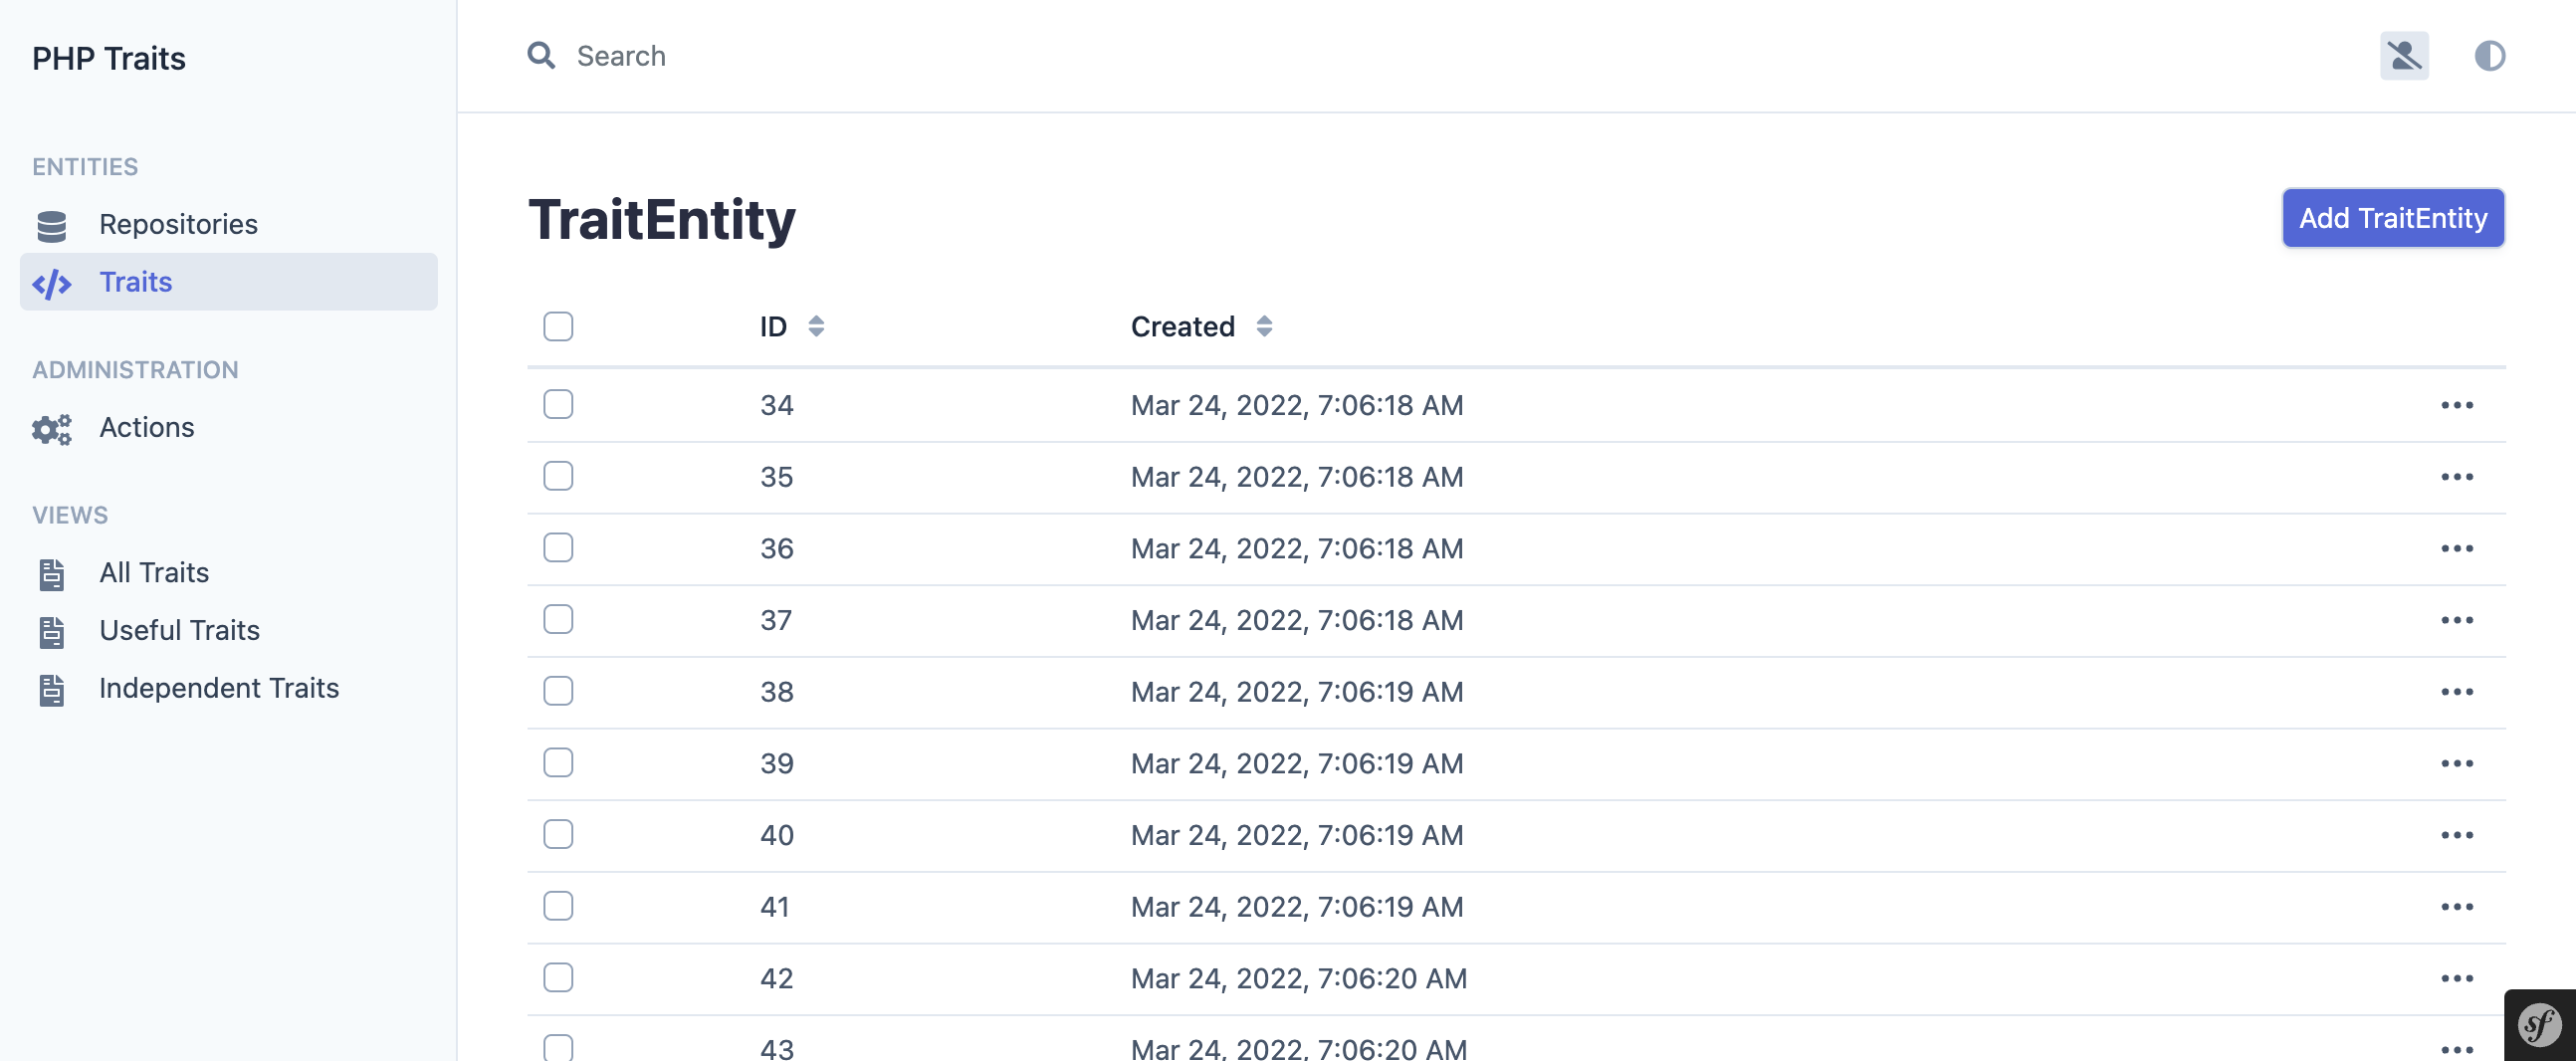 PHP Traits
ENTITIES
Repositories
Traits
ADMINISTRATION
Actions
VIEWS
All Traits
Useful Traits
Independent Traits
Search
TraitEntity
Add TraitEntity
ID Created
34 Mar 24, 2022, 7:06:18 AM
35 Mar 24, 2022, 7:06:18 AM
36 Mar 24, 2022, 7:06:18 AM
37 Mar 24, 2022, 7:06:18 AM
38 Mar 24, 2022, 7:06:19 AM
39 Mar 24, 2022, 7:06:19 AM
40 Mar 24, 2022, 7:06:19 AM
41 Mar 24, 2022, 7:06:19 AM
42 Mar 24, 2022, 7:06:20 AM
43 Mar 24, 2022, 7:06:20 AM
sf